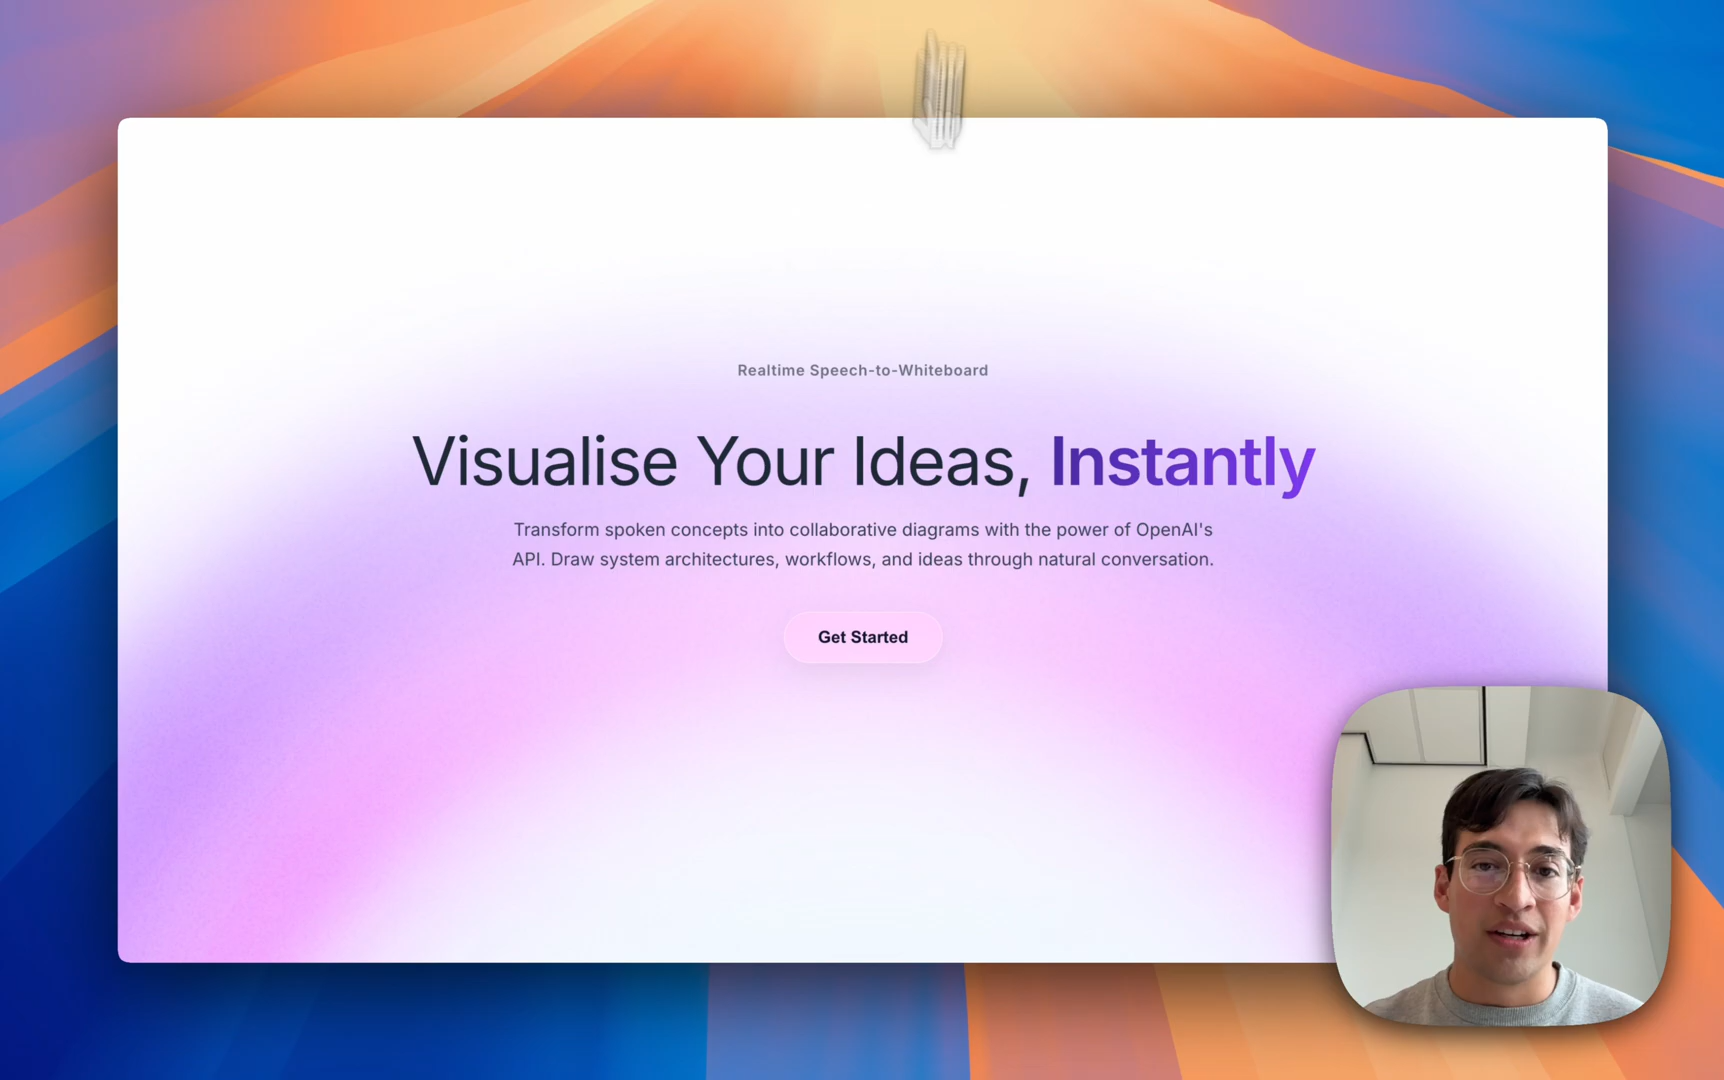 Realtime Speech-to-Whiteboard
Visualise Your Ideas, Instantly
Transform spoken concepts into collaborative diagrams with the power of OpenAI's
API. Draw system architectures, workflows, and ideas through natural conversation.
Get Started